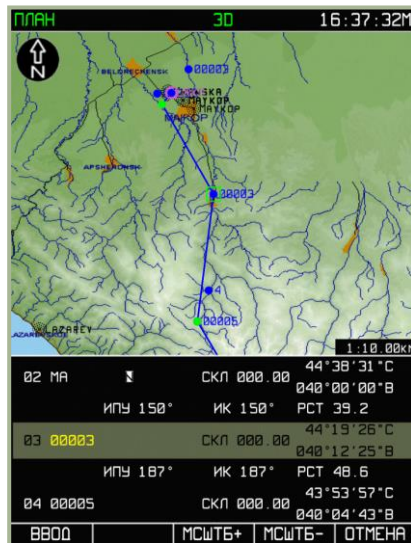 ПЛАН 3D 16:37:32М
N
00003
BELORECHENSK
MAYKOP
MAYKOP
APSHERONSK
00003
4
00005
LAZAREV
1:10.00км
02 МА СКЛ 000.00 44°38'31"С
040°00'00"В
ИПУ 150° ИК 150° РСТ 39.2
03 00003 СКЛ 000.00 44°19'26"С
040°12'25"В
ИПУ 187° ИК 187° РСТ 48.6
04 00005 СКЛ 000.00 43°53'57"С
040°04'43"В
ВВОД МСШТБ+ МСШТБ- ОТМЕНА